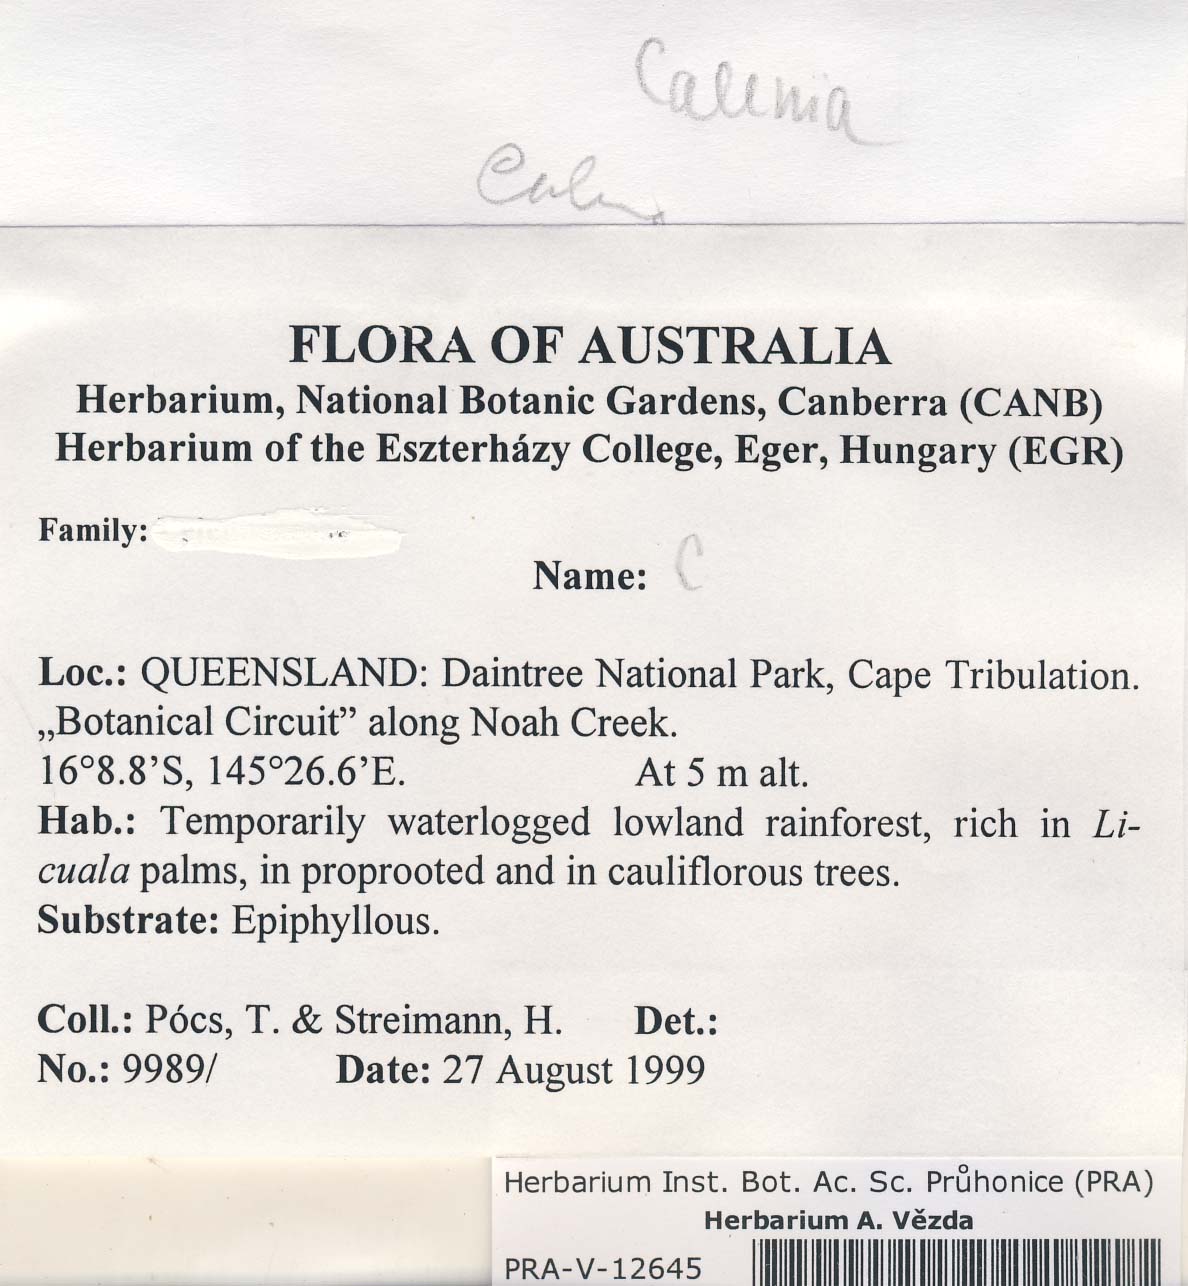 Calenia
FLORA OF AUSTRALIA
Herbarium, National Botanic Gardens, Canberra (CANB)
Herbarium of the Eszterházy College, Eger, Hungary (EGR)
Family:
Name: C
Loc.: QUEENSLAND: Daintree National Park, Cape Tribulation.
„Botanical Circuit” along Noah Creek.
16°8.8’S, 145°26.6’E. At 5 m alt.
Hab.: Temporarily waterlogged lowland rainforest, rich in Li-
cuala palms, in proprooted and in cauliflorous trees.
Substrate: Epiphyllous.
Coll.: Pócs, T. & Streimann, H. Det.:
No.: 9989/ Date: 27 August 1999
Herbarium Inst. Bot. Ac. Sc. Průhonice (PRA)
Herbarium A. Vězda
PRA-V-12645